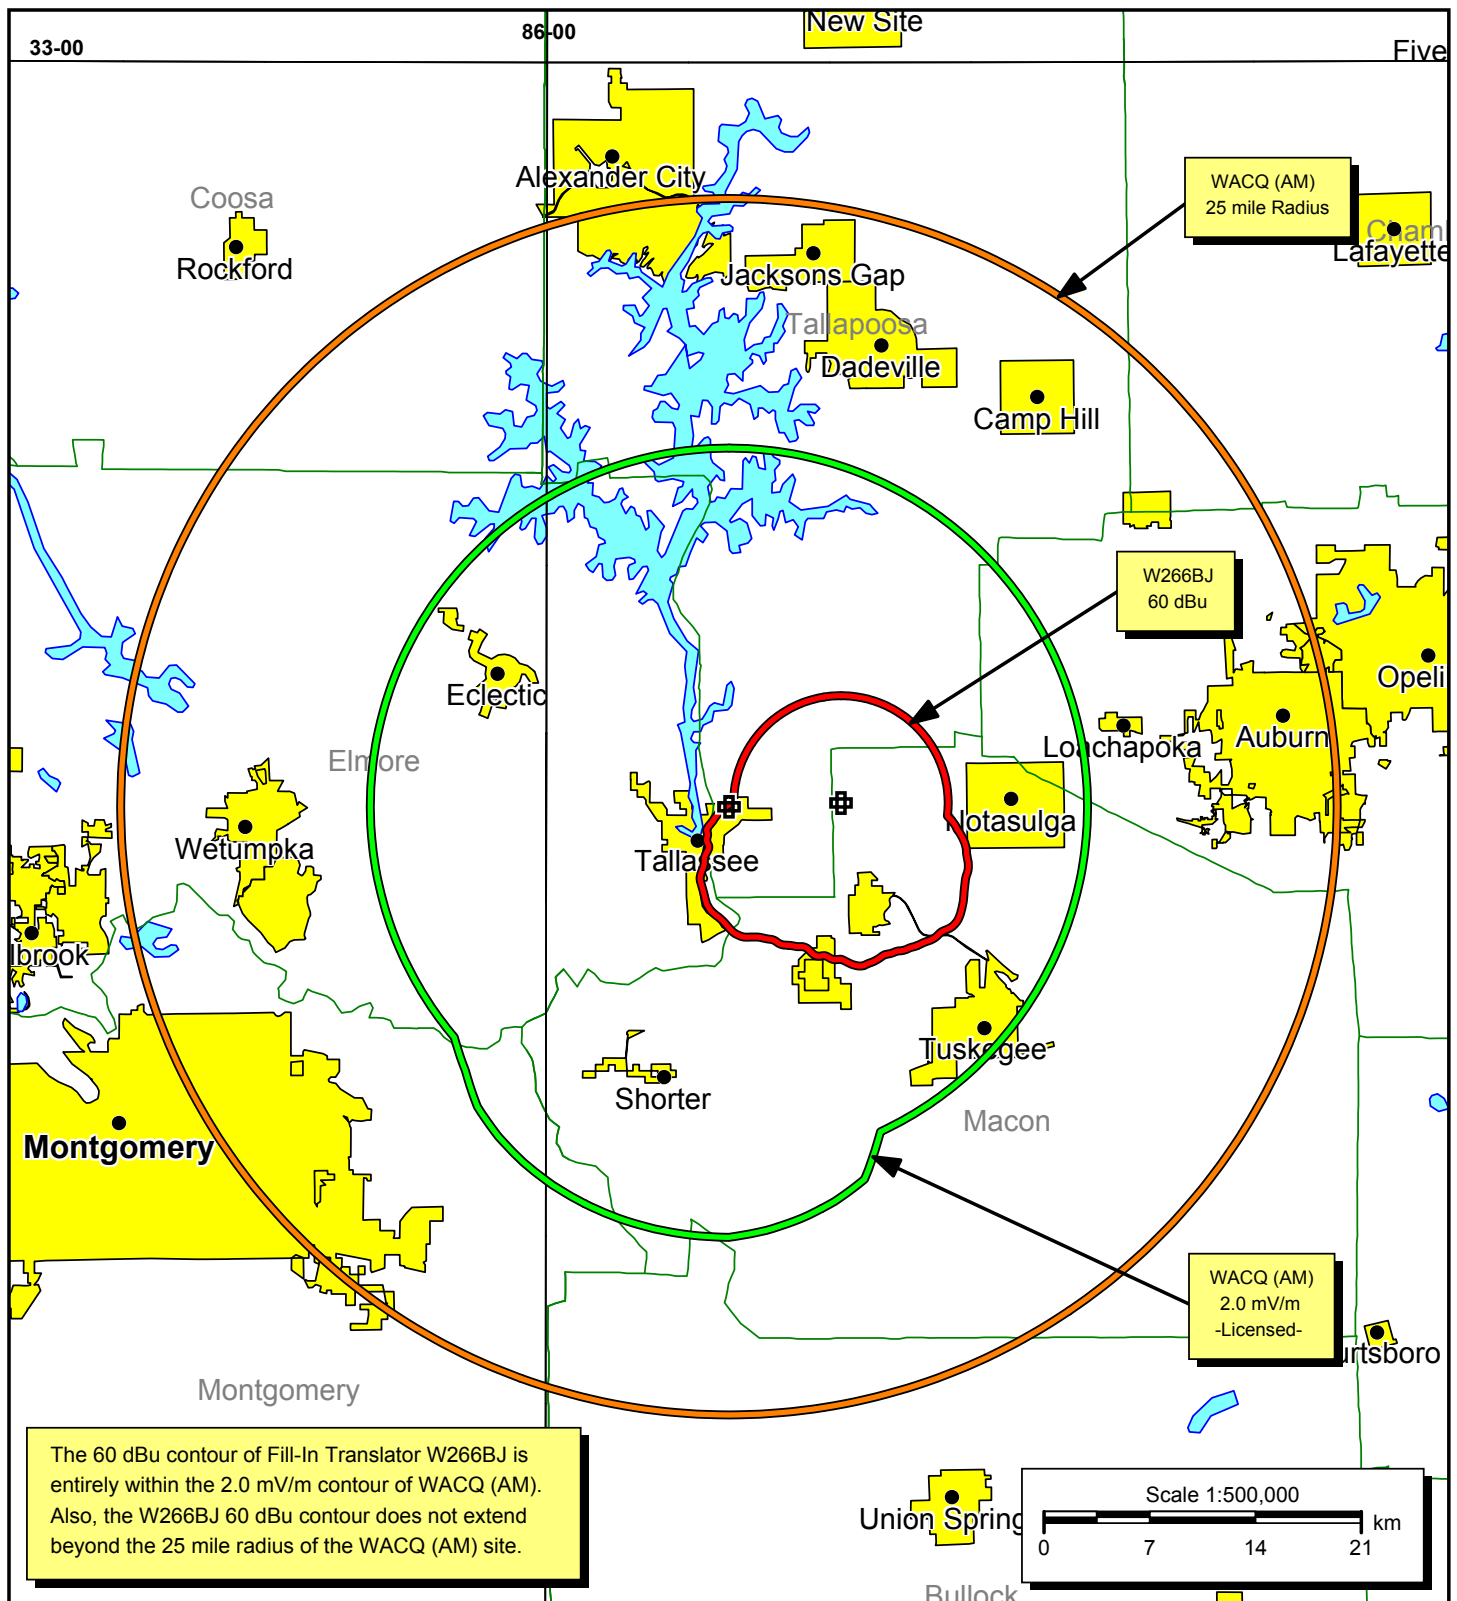 New Site
86-00
33-00
Five
Alexander City
WACQ (AM)
25 mile Radius
Coosa
Rockford
Jacksons Gap
Lafayette
Tallapoosa
Dadeville
Camp Hill
W266BJ
60 dBu
Eclectic
Opeli
Auburn
Loachapoka
Elmore
Notasulga
Wetumpka
Tallassee
lbrook
Tuskegee
Shorter
Macon
Montgomery
WACQ (AM)
2.0 mV/m
-Licensed-
urtsboro
Montgomery
The 60 dBu contour of Fill-In Translator W266BJ is
entirely within the 2.0 mV/m contour of WACQ (AM).
Also, the W266BJ 60 dBu contour does not extend
beyond the 25 mile radius of the WACQ (AM) site.
Union Spring
Scale 1:500,000
km
0 7 14 21
Bullock